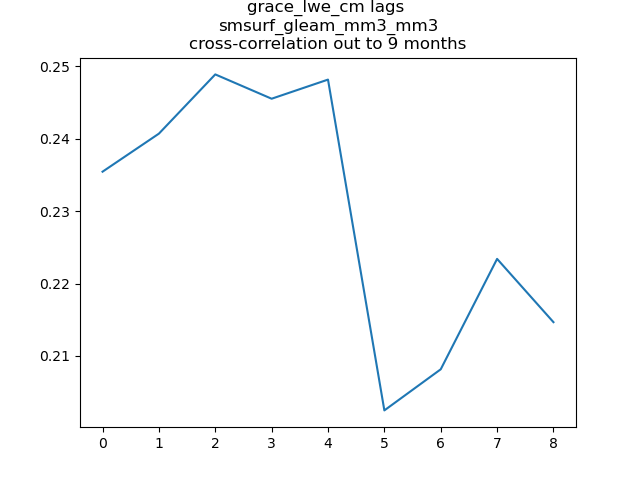 grace_lwe_cm lags
smsurf_gleam_mm3_mm3
cross-correlation out to 9 months
0.25
0.24
0.23
0.22
0.21
0 1 2 3 4 5 6 7 8